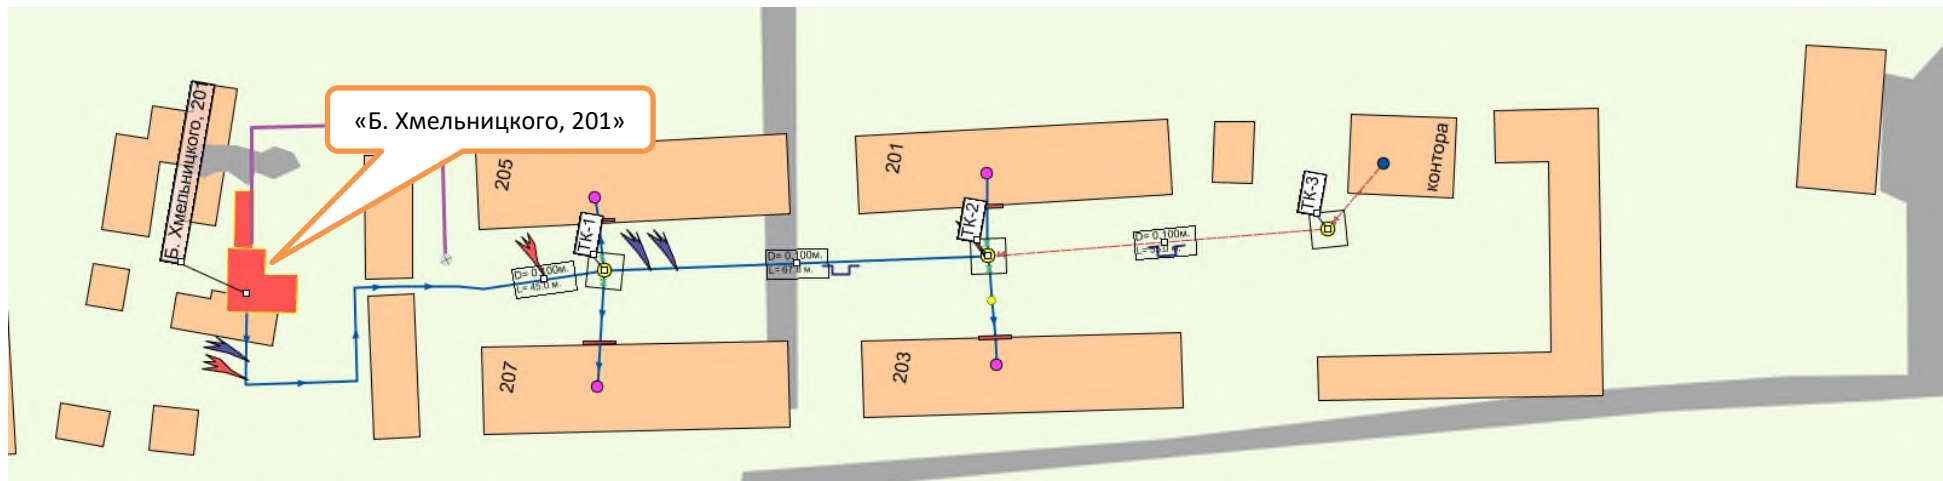 Б. Хмельницкого, 201
«Б. Хмельницкого, 201»
205
ТК-1
D= 0,100м.
L= 45.0 м.
207
D= 0,100м.
201
ТК-2
203
D= 0,100м.
ТК-3
контора